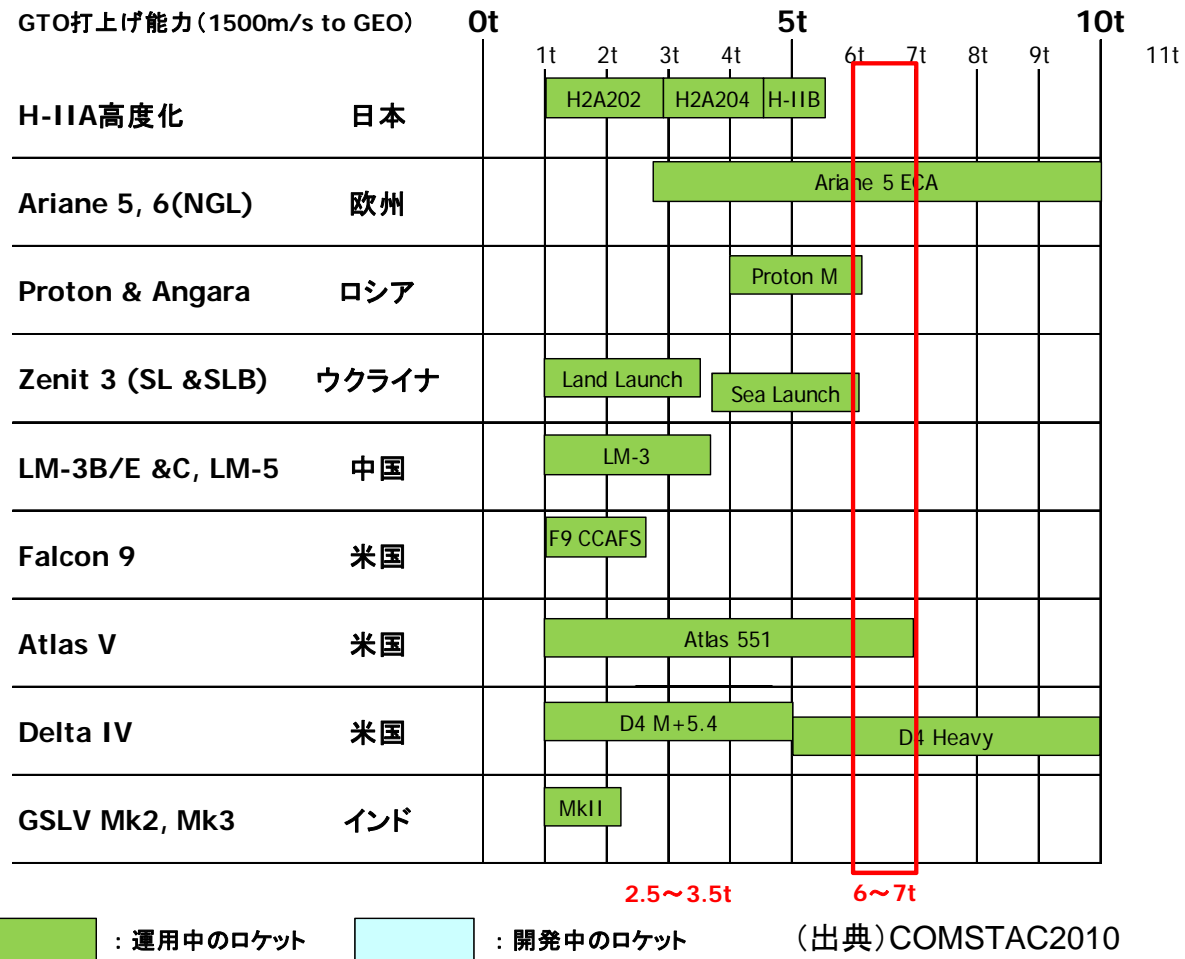 GTO打上げ能力(1500m/s to GEO) 0t 5t 10t
1t 2t 3t 4t 6t 7t 8t 9t 11t
H-IIA高度化 日本 H2A202 H2A204 H-IIB
Ariane 5, 6(NGL) 欧州 Ariane 5 ECA
Proton & Angara ロシア Proton M
Zenit 3 (SL &SLB) ウクライナ Land Launch Sea Launch
LM-3B/E &C, LM-5 中国 LM-3
Falcon 9 米国 F9 CCAFS
Atlas V 米国 Atlas 551
Delta IV 米国 D4 M+5.4 D4 Heavy
GSLV Mk2, Mk3 インド MkII
2.5～3.5t 6～7t
：運用中のロケット ：開発中のロケット (出典)COMSTAC2010